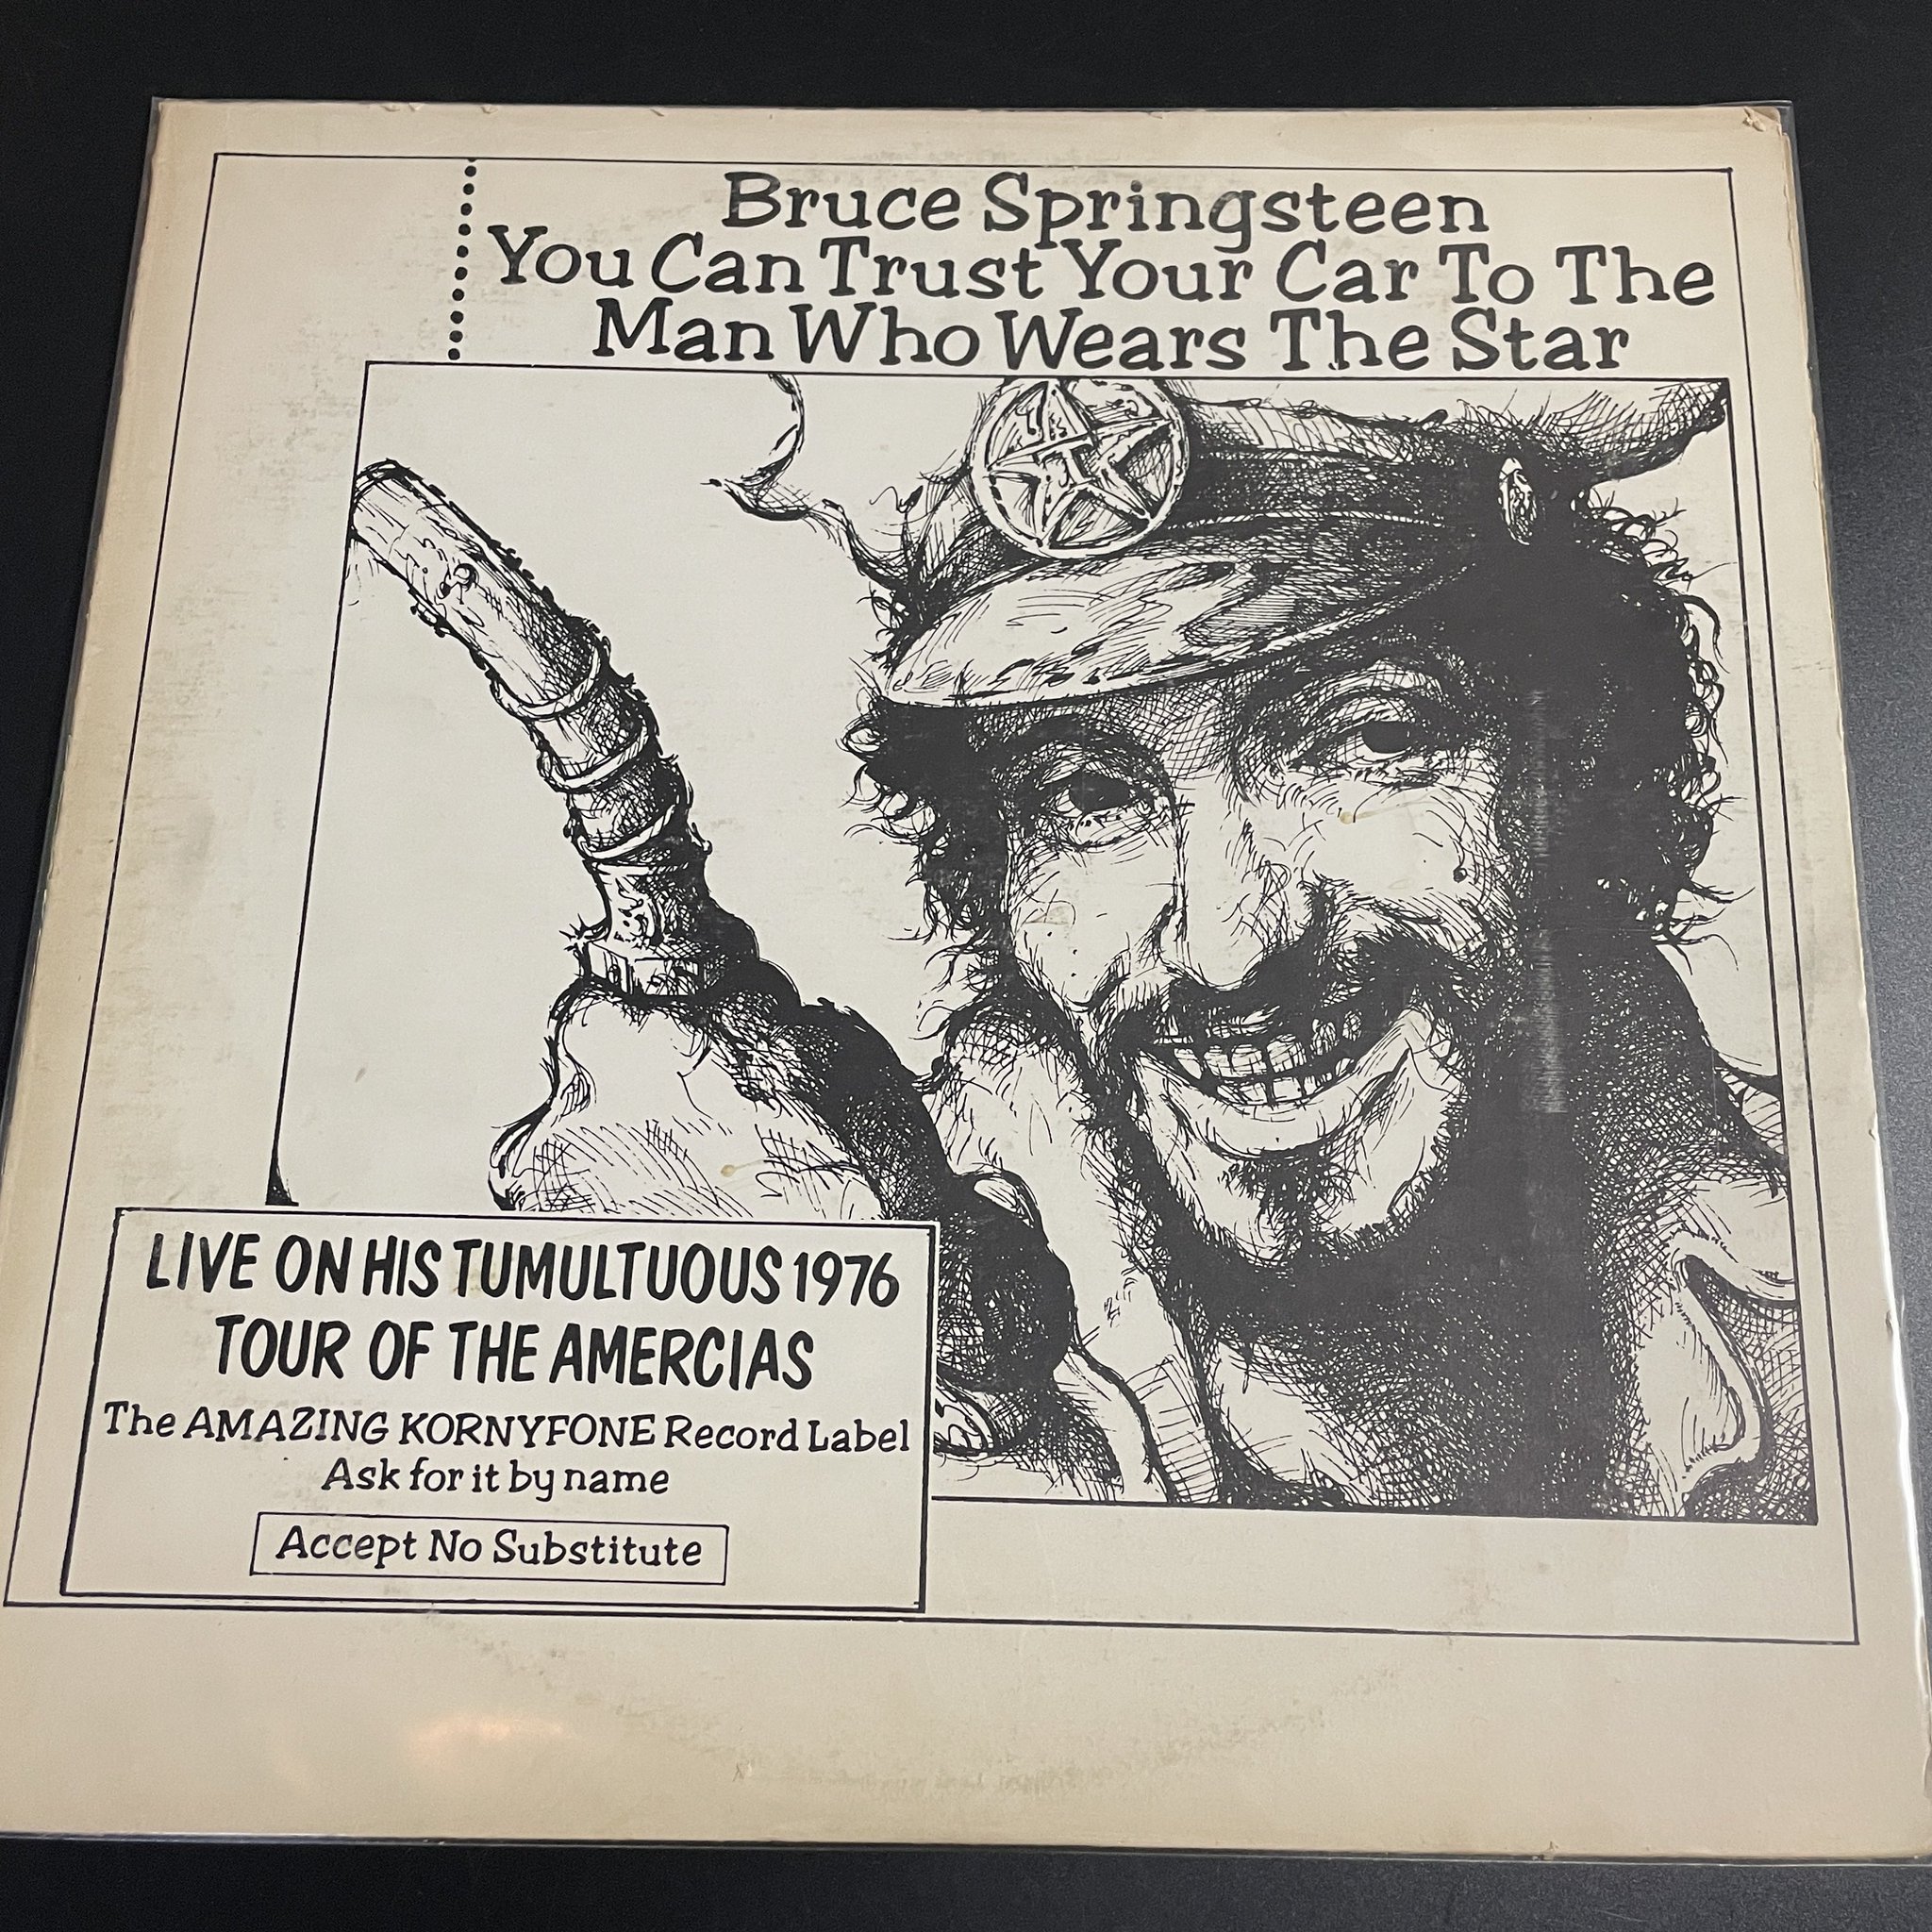 Bruce Springsteen
You Can Trust Your Car To The
Man Who Wears The Star
T
LIVE ON HIS TUMULTUOUS 1976
TOUR OF THE AMERCIAS
The AMAZING KORNYFONE Record Label
Ask for it by name
Accept No Substitute